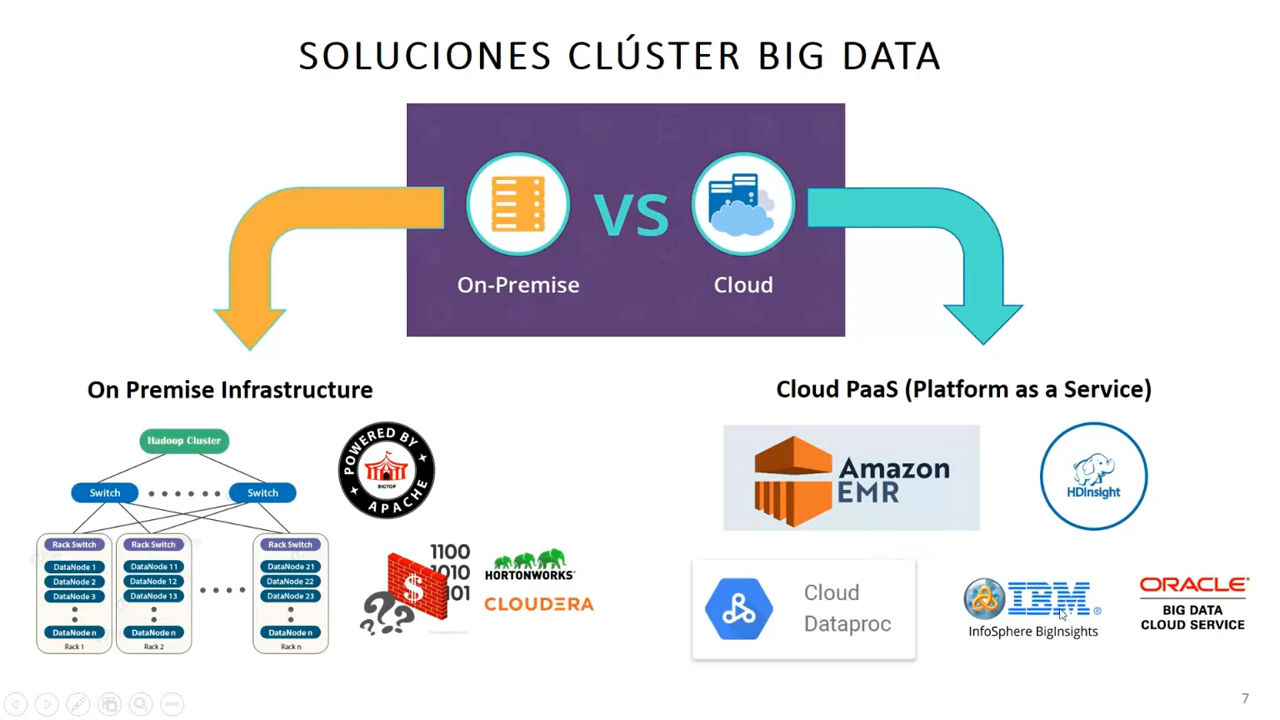 SOLUCIONES CLÚSTER BIG DATA
VS
On-Premise
Cloud
On Premise Infrastructure
Hadoop Cluster
Switch
Switch
Rack Switch
DataNode 1
DataNode 2
DataNode 3
DataNode n
Rack 1
Rack Switch
DataNode 11
DataNode 12
DataNode 13
DataNode n
Rack 2
Rack Switch
DataNode 21
DataNode 22
DataNode 23
DataNode n
Rack n
POWERED BY
BIGTOP
APACHE
1100
1010
101
$
???
HORTONWORKS
CLOUDERA
Cloud PaaS (Platform as a Service)
Amazon
EMR
HDInsight
Cloud
Dataproc
IBM®
InfoSphere BigInsights
ORACLE®
BIG DATA
CLOUD SERVICE
7